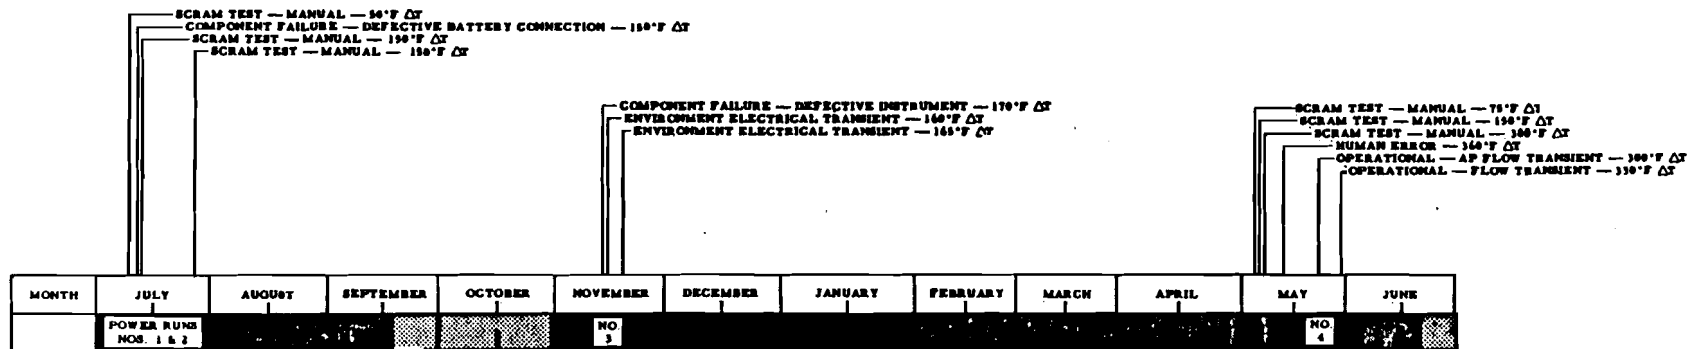 SCRAM TEST — MANUAL — 50°F ΔT
COMPONENT FAILURE — DEFECTIVE BATTERY CONNECTION — 150°F ΔT
SCRAM TEST — MANUAL — 150°F ΔT
SCRAM TEST — MANUAL — 150°F ΔT
COMPONENT FAILURE — DEFECTIVE INSTRUMENT — 170°F ΔT
ENVIRONMENT ELECTRICAL TRANSIENT — 160°F ΔT
ENVIRONMENT ELECTRICAL TRANSIENT — 165°F ΔT
SCRAM TEST — MANUAL — 75°F ΔT
SCRAM TEST — MANUAL — 150°F ΔT
SCRAM TEST — MANUAL — 300°F ΔT
HUMAN ERROR — 360°F ΔT
OPERATIONAL — AP FLOW TRANSIENT — 300°F ΔT
OPERATIONAL — FLOW TRANSIENT — 330°F ΔT
MONTH JULY AUGUST SEPTEMBER OCTOBER NOVEMBER DECEMBER JANUARY FEBRUARY MARCH APRIL MAY JUNE
POWER RUNS NO. NO.
NOS. 1 & 2 3 4